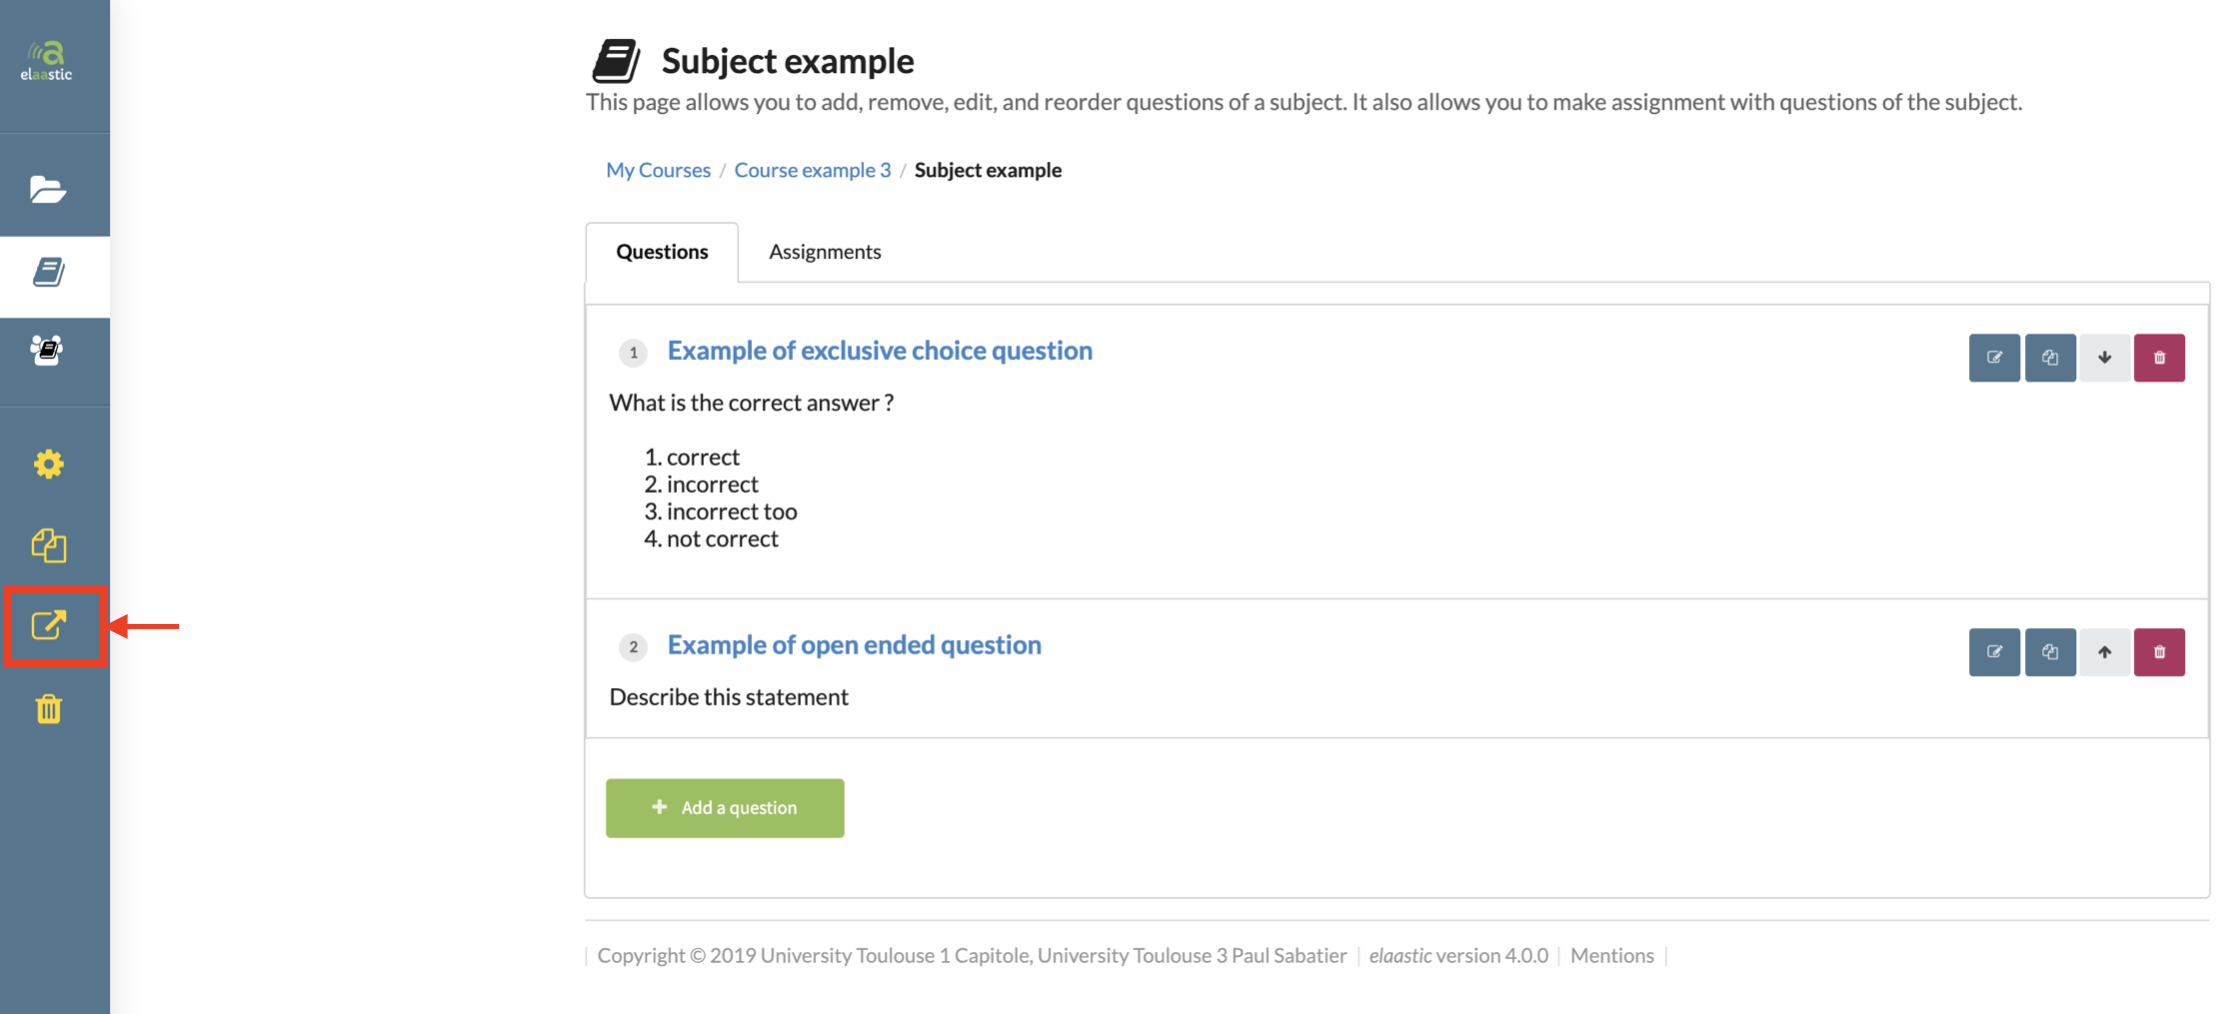 elaastic
Subject example
This page allows you to add, remove, edit, and reorder questions of a subject. It also allows you to make assignment with questions of the subject.
My Courses / Course example 3 / Subject example
Questions Assignments
1 Example of exclusive choice question
What is the correct answer ?
1. correct
2. incorrect
3. incorrect too
4. not correct
2 Example of open ended question
Describe this statement
Add a question
Copyright © 2019 University Toulouse 1 Capitole, University Toulouse 3 Paul Sabatier | elaastic version 4.0.0 | Mentions